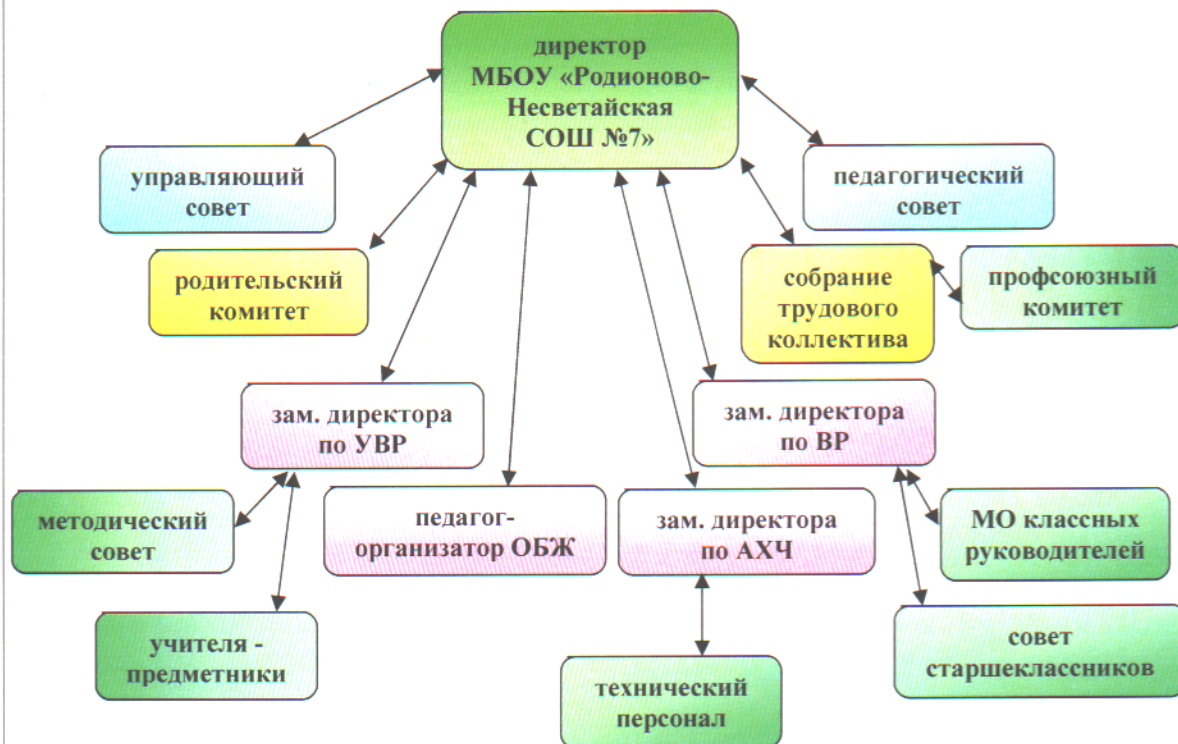 директор
МБОУ «Родионово-
Несветайская
СОШ №7»
управляющий
совет
педагогический
совет
родительский
комитет
собрание
трудового
коллектива
профсоюзный
комитет
зам. директора
по УВР
зам. директора
по ВР
методический
совет
педагог-
организатор ОБЖ
зам. директора
по АХЧ
МО классных
руководителей
учителя -
предметники
технический
персонал
совет
старшеклассников